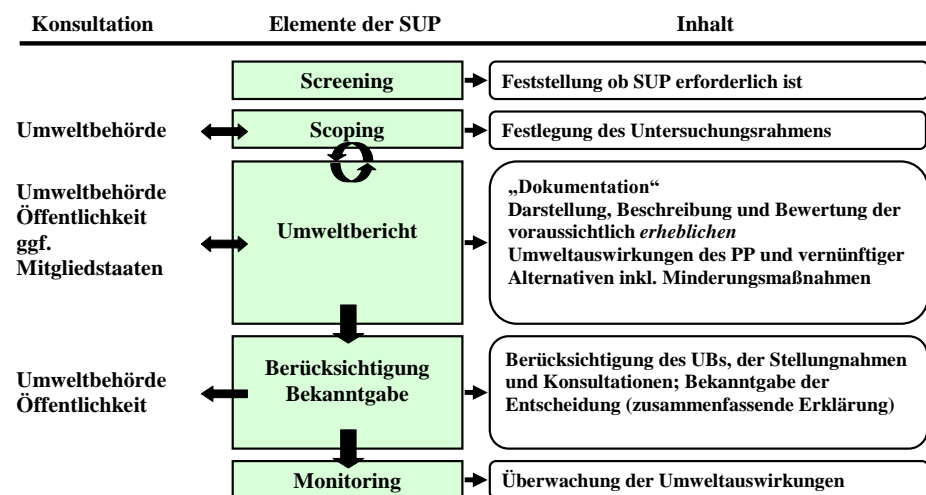 Konsultation Elemente der SUP Inhalt
Screening
Feststellung ob SUP erforderlich ist
Umweltbehörde
Scoping
Festlegung des Untersuchungsrahmens
Umweltbehörde
Öffentlichkeit
ggf.
Mitgliedstaaten
Umweltbericht
„Dokumentation“
Darstellung, Beschreibung und Bewertung der
voraussichtlich erheblichen
Umweltauswirkungen des PP und vernünftiger
Alternativen inkl. Minderungsmaßnahmen
Umweltbehörde
Öffentlichkeit
Berücksichtigung
Bekanntgabe
Berücksichtigung des UBs, der Stellungnahmen
und Konsultationen; Bekanntgabe der
Entscheidung (zusammenfassende Erklärung)
Monitoring
Überwachung der Umweltauswirkungen